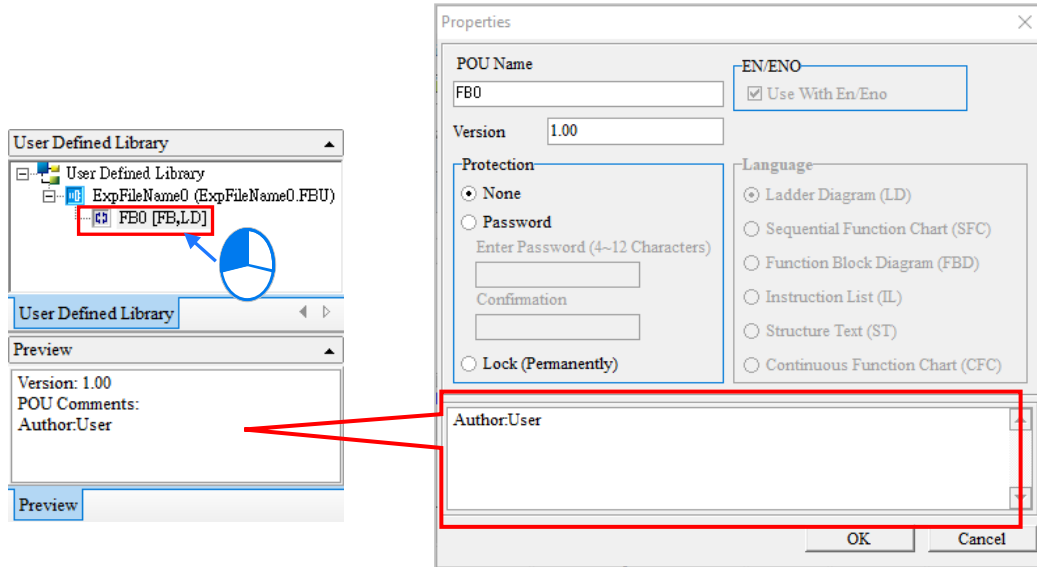 User Defined Library
User Defined Library
ExpFileName0 (ExpFileName0.FBU)
FB0 [FB,LD]
User Defined Library
Preview
Version: 1.00
POU Comments:
Author:User
Preview
Properties
POU Name
FB0
EN/ENO
Use With En/Eno
Version
1.00
Protection
None
Password
Enter Password (4~12 Characters)
Confirmation
Lock (Permanently)
Language
Ladder Diagram (LD)
Sequential Function Chart (SFC)
Function Block Diagram (FBD)
Instruction List (IL)
Structure Text (ST)
Continuous Function Chart (CFC)
Author:User
OK
Cancel